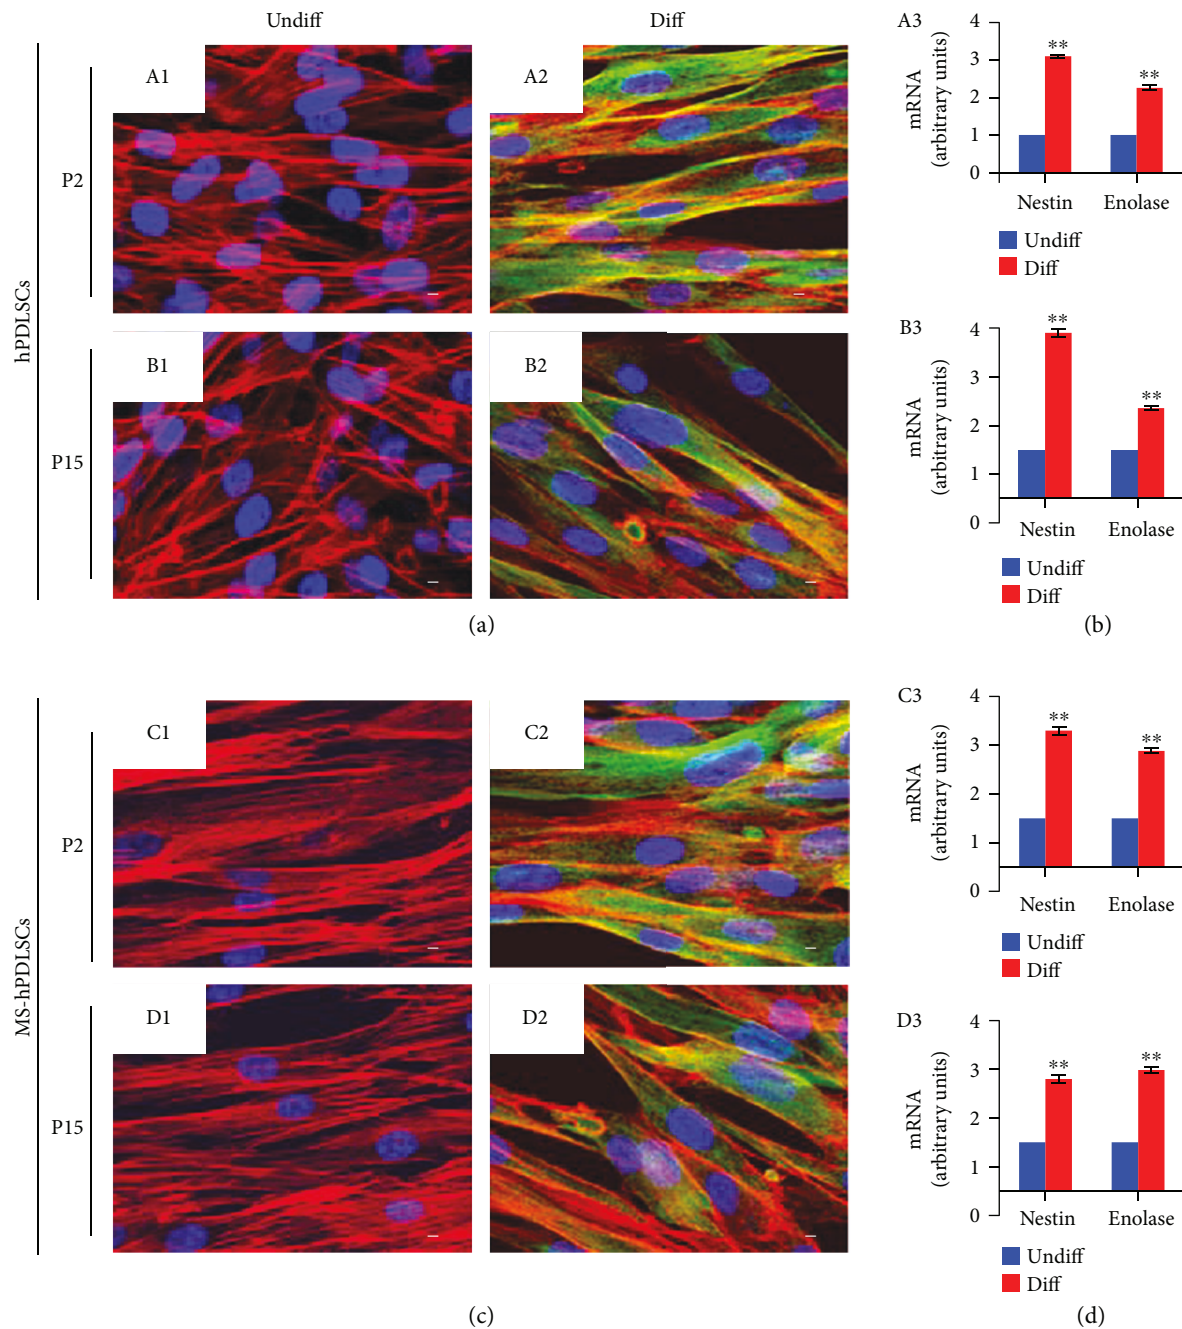 Undiff
Diff
hPDLSCs
P2
A1
A2
A3
mRNA
(arbitrary units)
4
3
2
1
0
**
**
Nestin
Enolase
Undiff
Diff
P15
B1
B2
B3
mRNA
(arbitrary units)
4
3
2
1
0
**
**
Nestin
Enolase
Undiff
Diff
(a)
(b)
MS-hPDLSCs
P2
C1
C2
C3
mRNA
(arbitrary units)
4
3
2
1
0
**
**
Nestin
Enolase
Undiff
Diff
P15
D1
D2
D3
mRNA
(arbitrary units)
4
3
2
1
0
**
**
Nestin
Enolase
Undiff
Diff
(c)
(d)